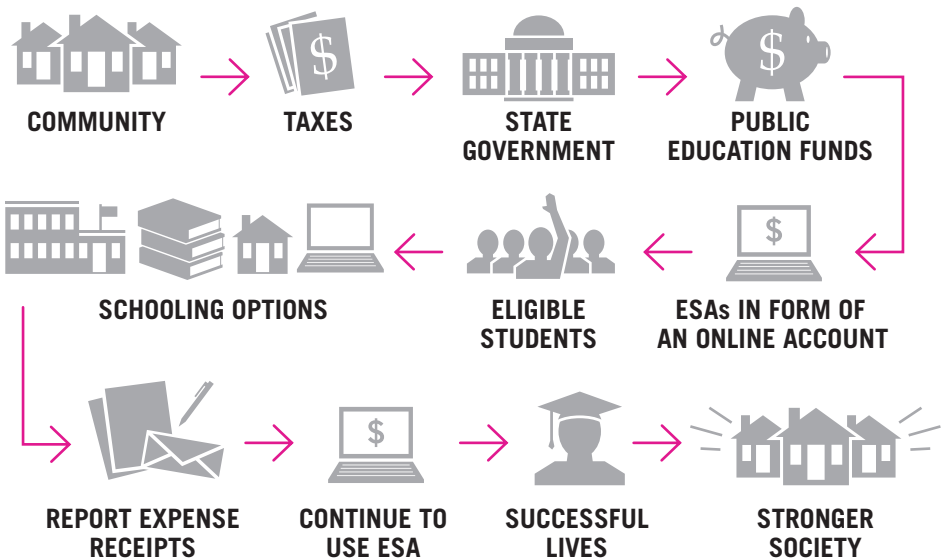 $
$
COMMUNITY
TAXES
STATE
GOVERNMENT
PUBLIC
EDUCATION FUNDS
SCHOOLING OPTIONS
ELIGIBLE
STUDENTS
$
ESAs IN FORM OF
AN ONLINE ACCOUNT
REPORT EXPENSE
RECEIPTS
$
CONTINUE TO
USE ESA
SUCCESSFUL
LIVES
STRONGER
SOCIETY